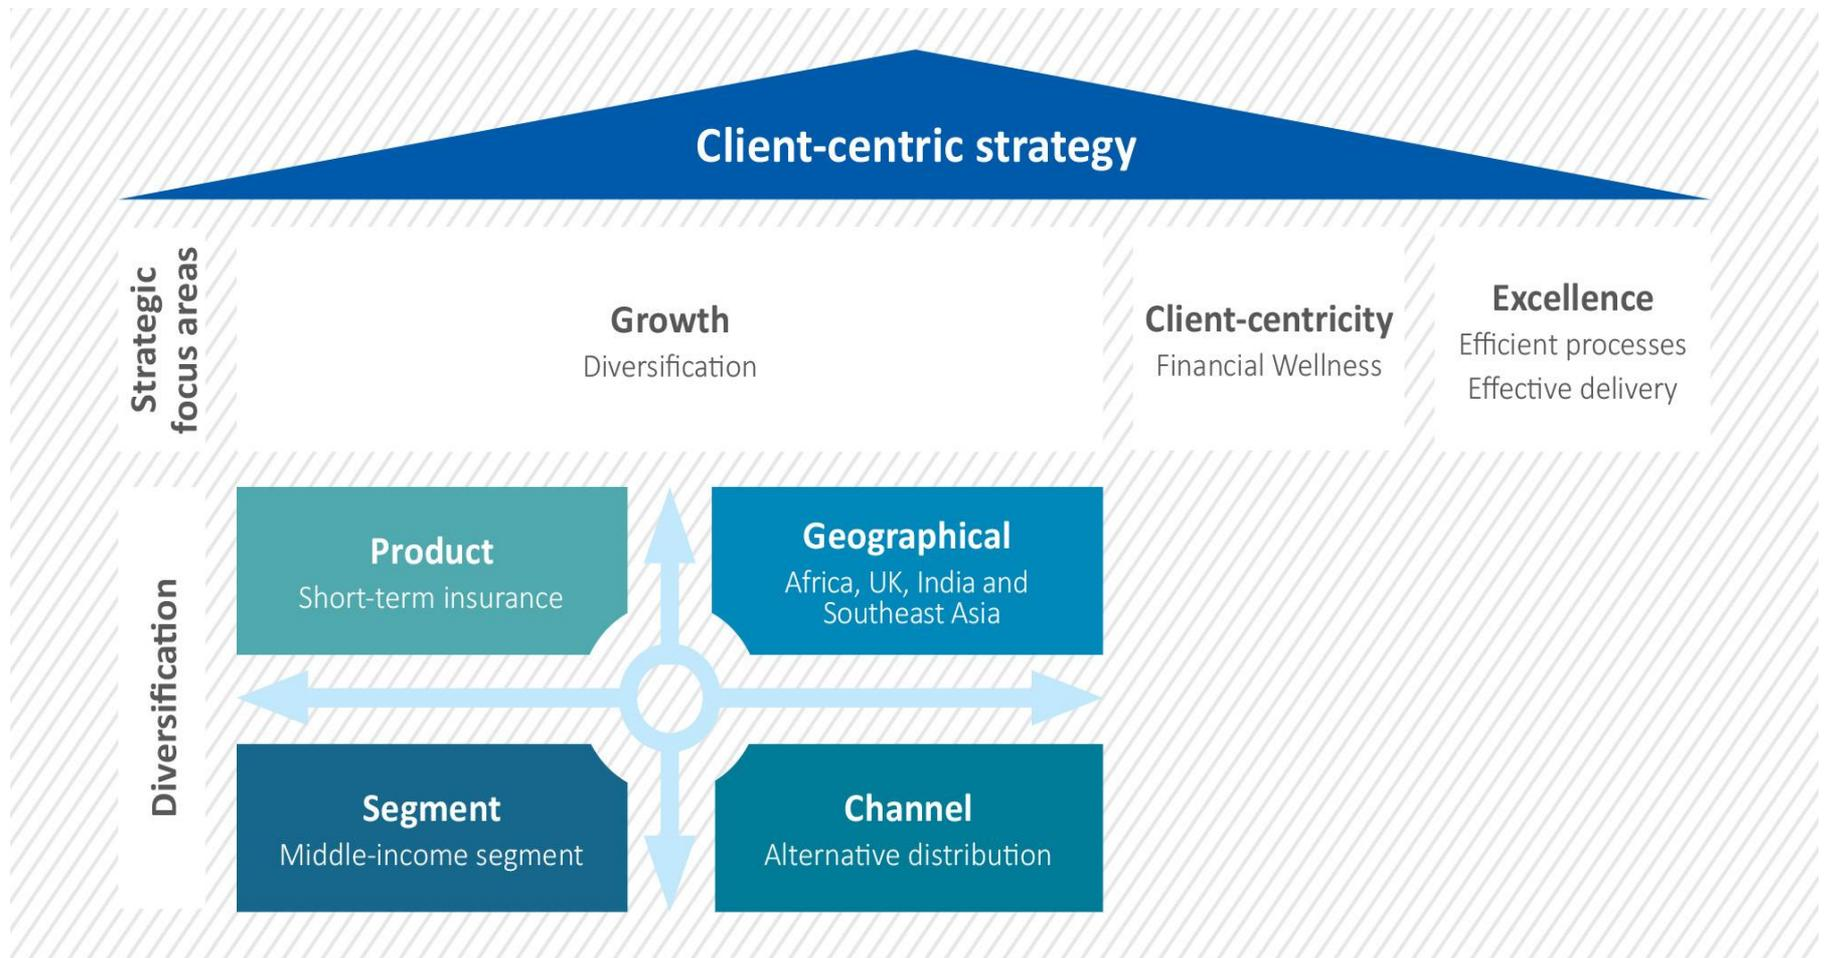 Client-centric strategy
Strategic
focus areas
Growth
Diversification
Client-centricity
Financial Wellness
Excellence
Efficient processes
Effective delivery
Diversification
Product
Short-term insurance
Geographical
Africa, UK, India and
Southeast Asia
Segment
Middle-income segment
Channel
Alternative distribution